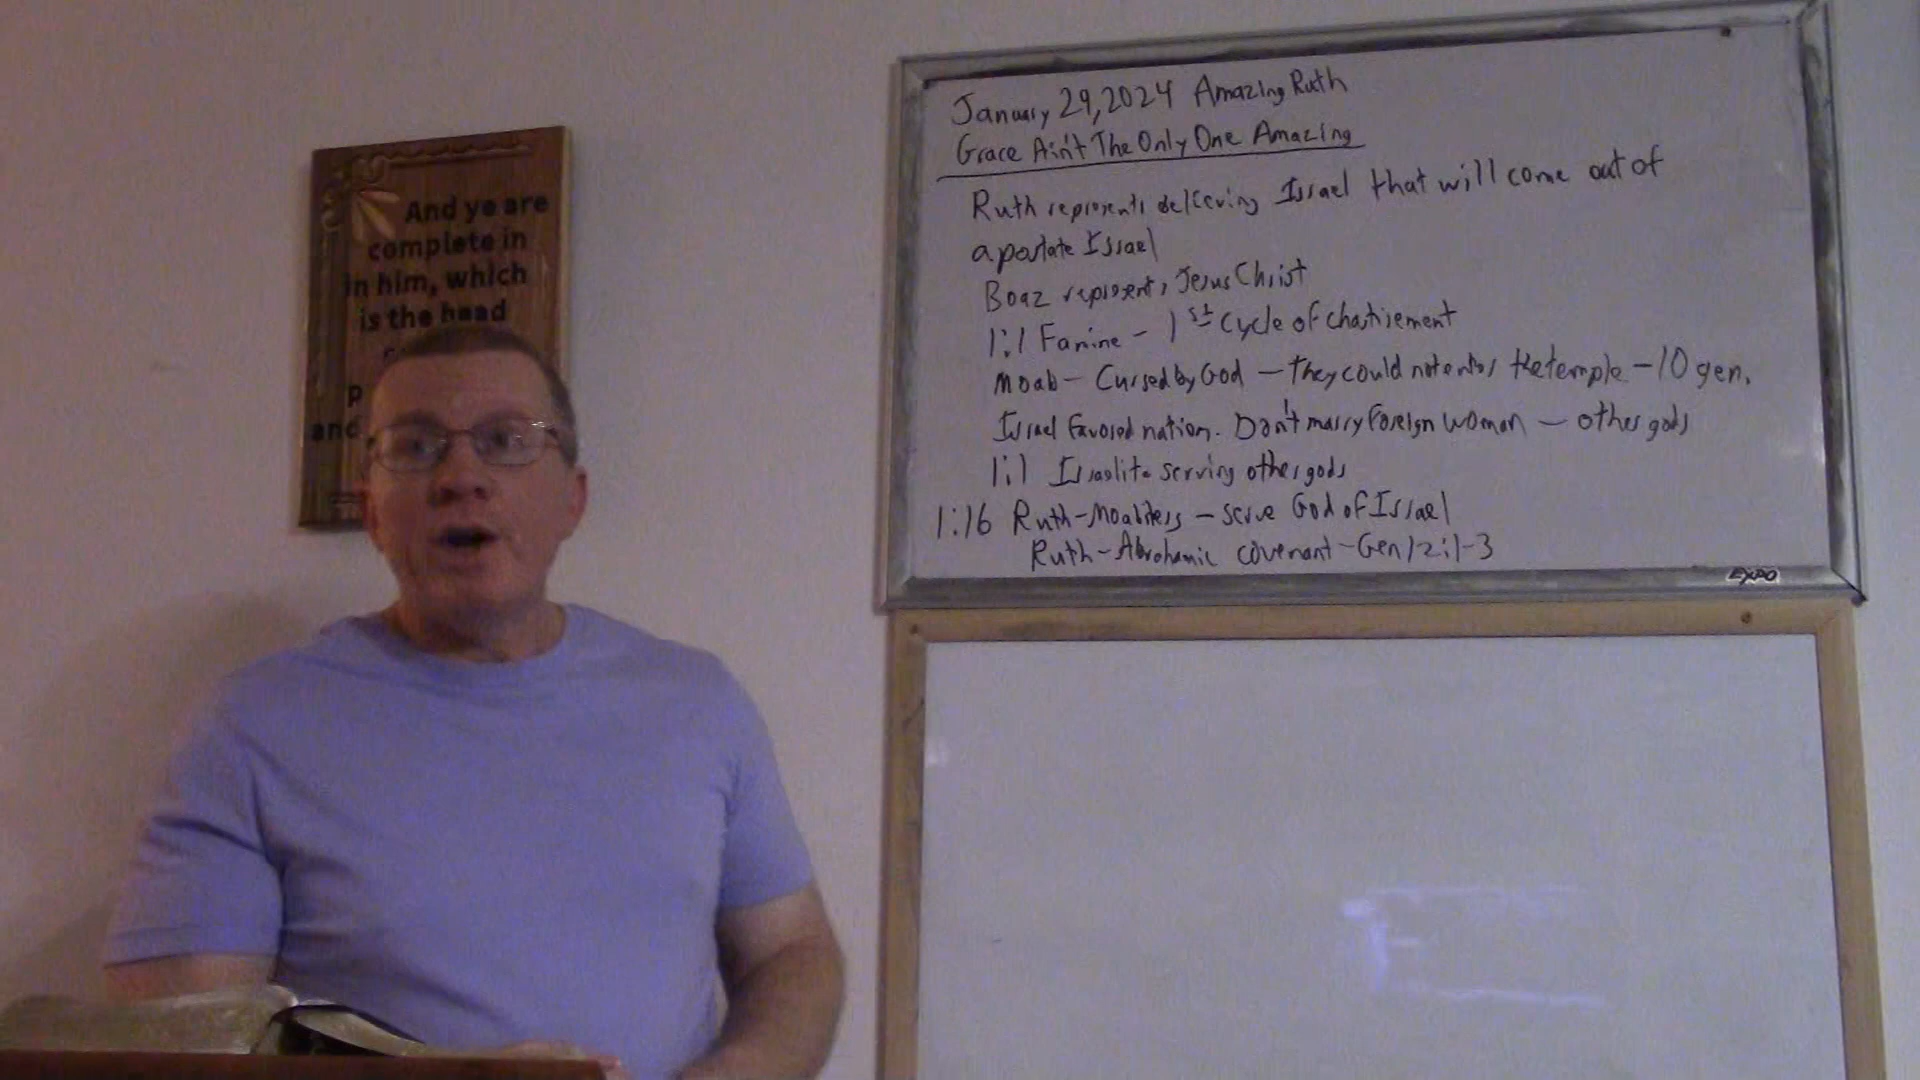 And ye are
complete in
in him, which
is the head
p
and
January 29, 2024 Amazing Ruth
Grace Ain't The Only One Amazing
Ruth represents believing Israel that will come out of
apostate Israel
Boaz represents Jesus Christ
1:1 Famine - 1st Cycle of chastisement
Moab - Cursed by God - they could not enter the temple - 10 gen.
Israel favored nation. Don't marry foreign women - other gods
1:1 Israelite serving other gods
1:16 Ruth-Moabitess - serve God of Israel
Ruth-Abrahamic covenant-Gen 12:1-3
EXPO